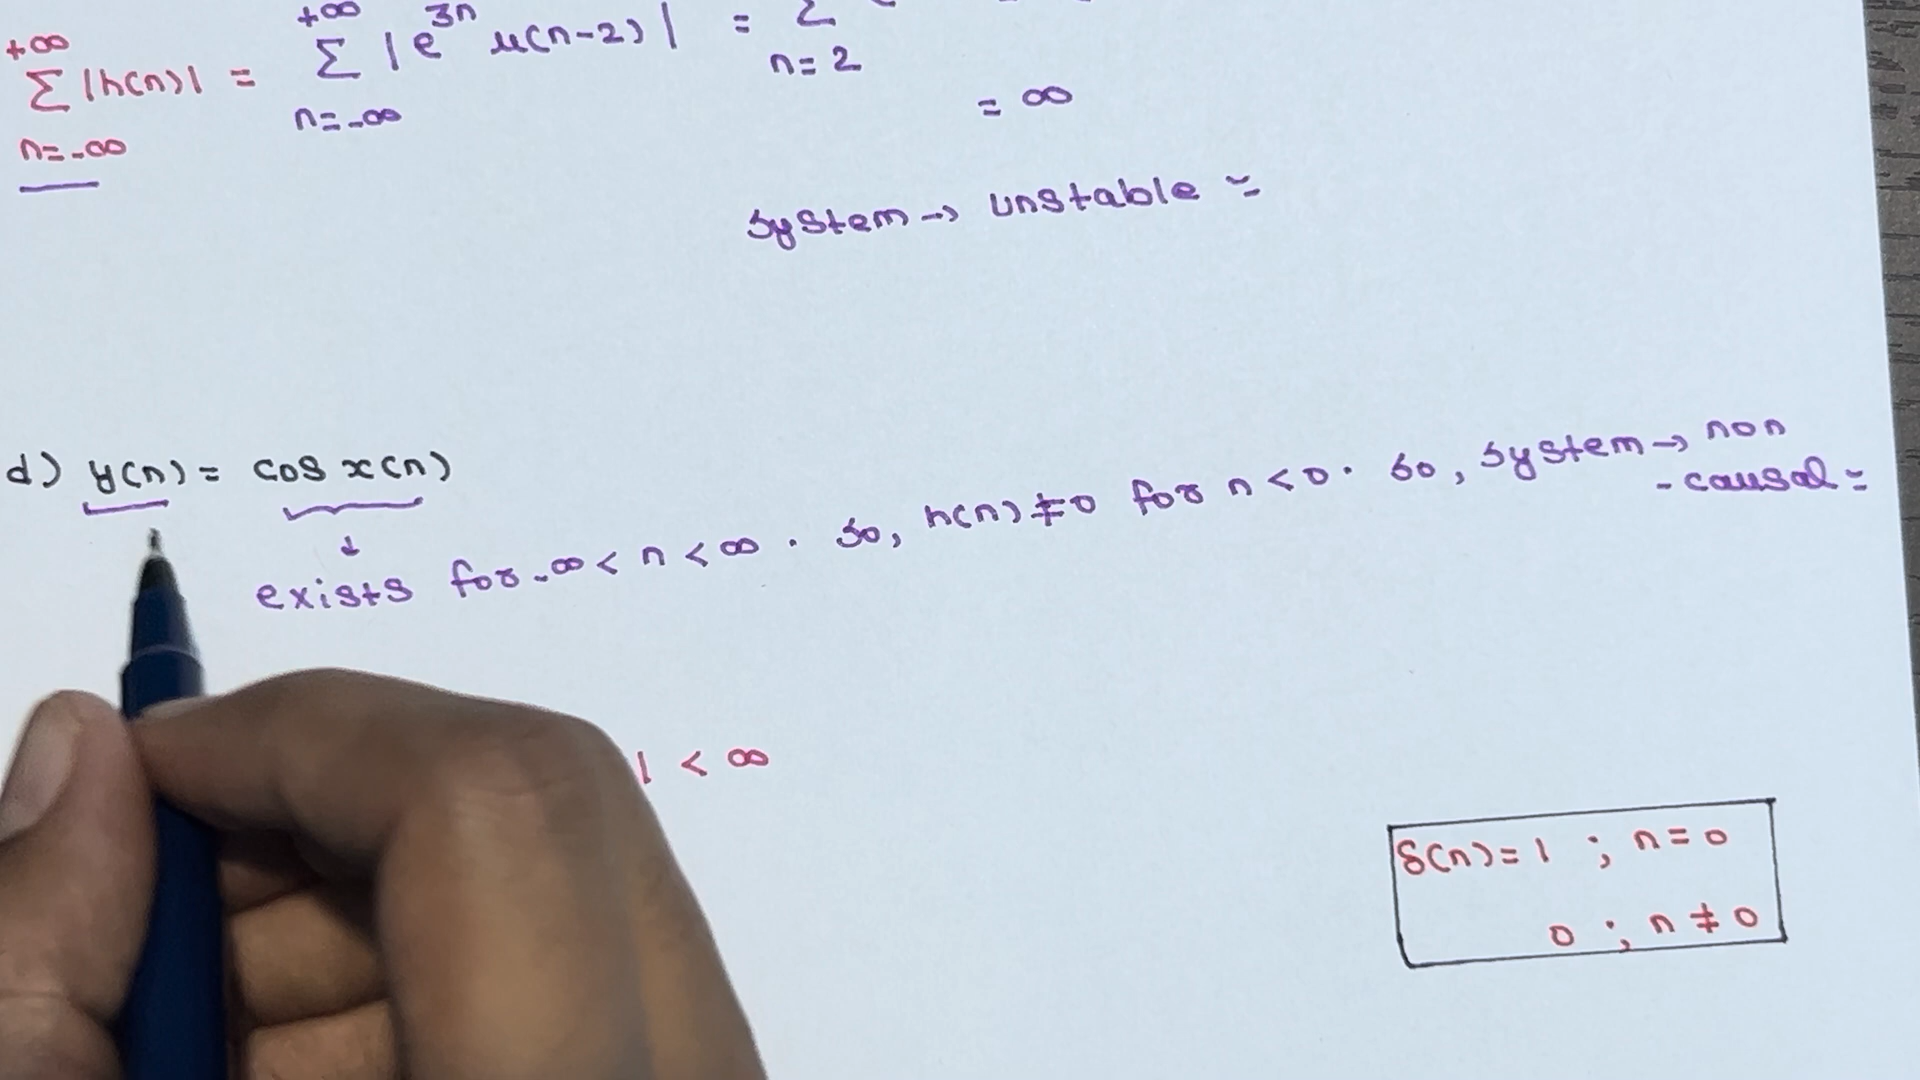 +∞ Σ |h(n)| n=-∞ = +∞ Σ n=-∞ |e^3n u(n-2)| = Σ n=2
= ∞
System → unstable
d) y(n) = cos x(n)
↓
exists for -∞ < n < ∞ . So, h(n) ≠ 0 for n < 0 . So, System → non
- causal
| < ∞
δ(n) = 1 ; n = 0
0 ; n ≠ 0